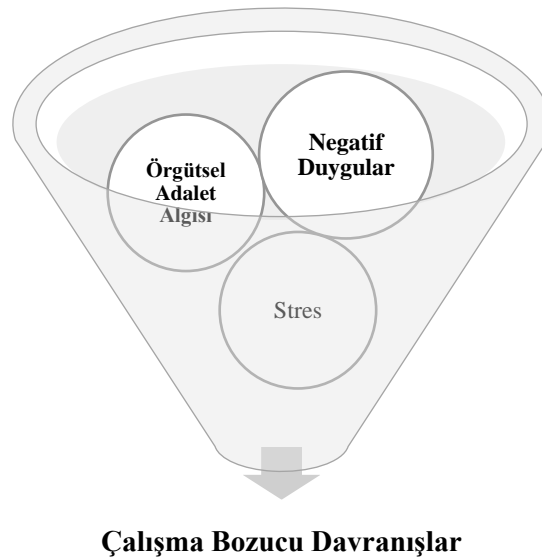 Örgütsel
Adalet
Algısı
Negatif
Duygular
Stres
Çalışma Bozucu Davranışlar